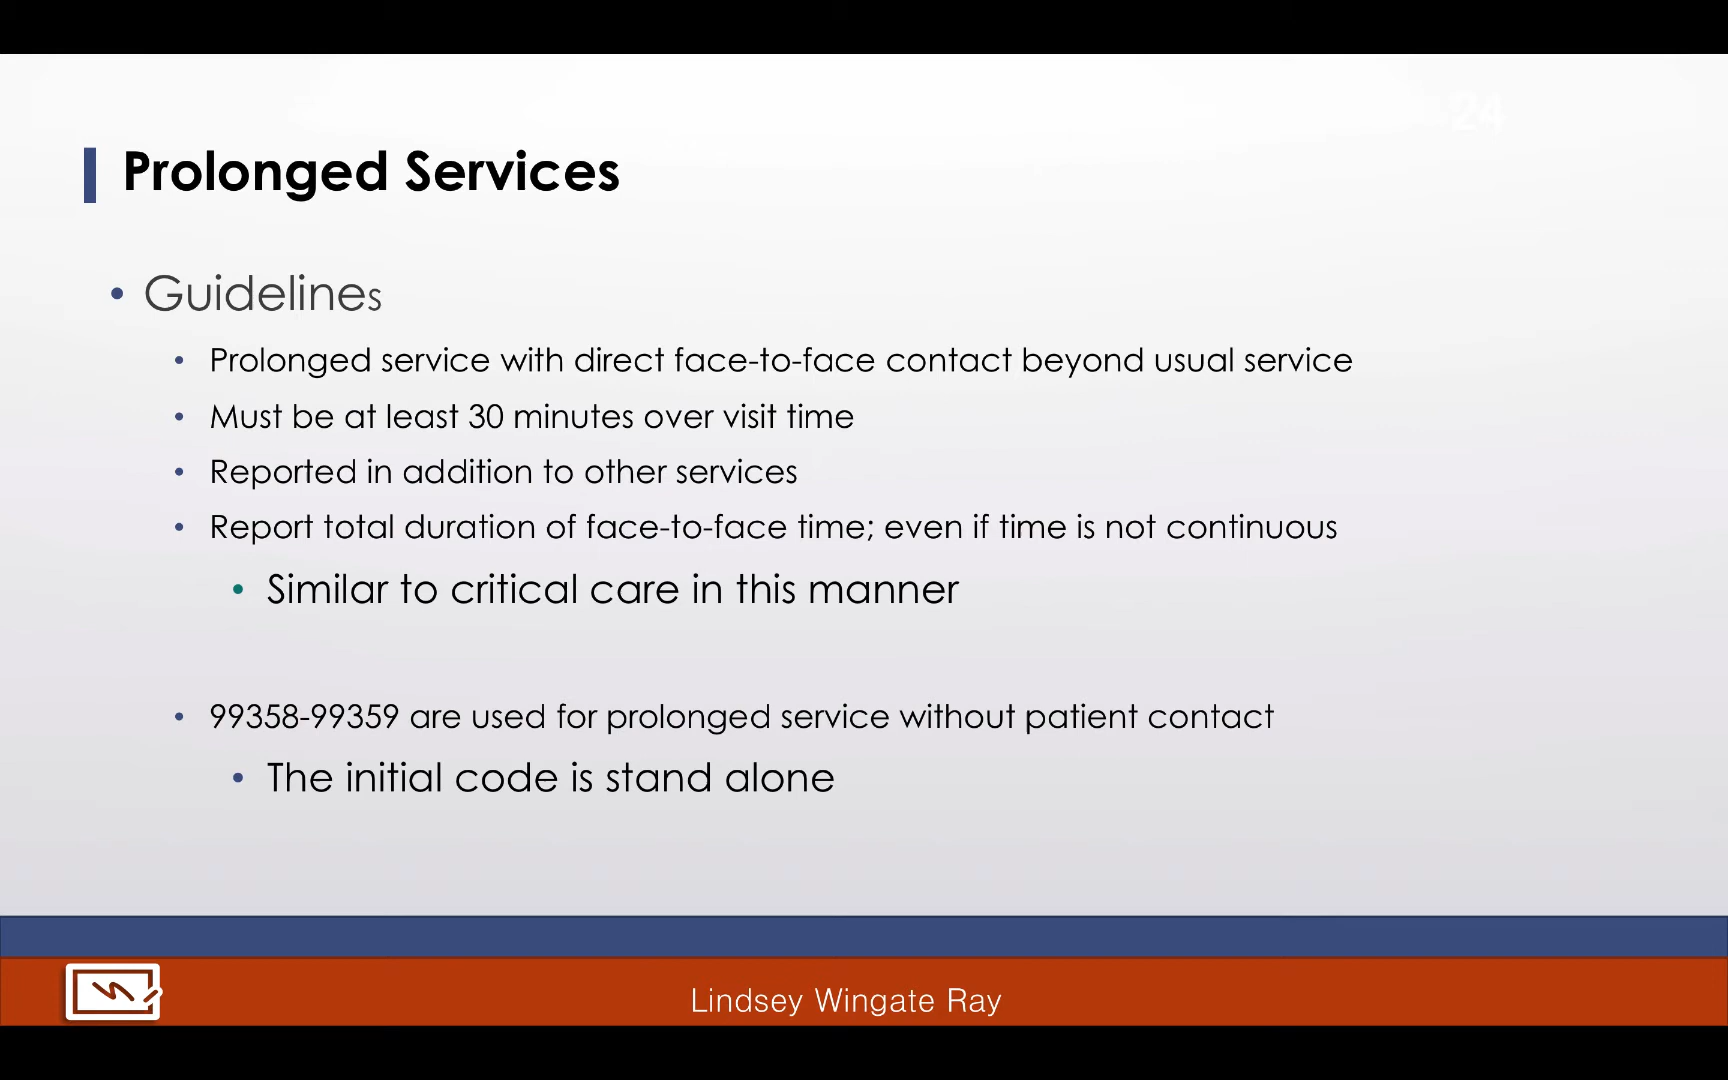 24
Prolonged Services
• Guidelines
• Prolonged service with direct face-to-face contact beyond usual service
• Must be at least 30 minutes over visit time
• Reported in addition to other services
• Report total duration of face-to-face time; even if time is not continuous
• Similar to critical care in this manner
• 99358-99359 are used for prolonged service without patient contact
• The initial code is stand alone
Lindsey Wingate Ray